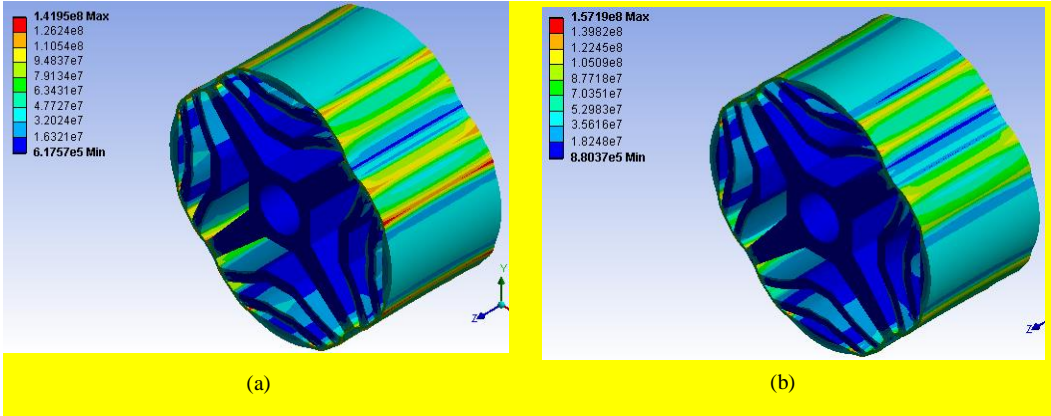 1.4195e8 Max
1.2624e8
1.1054e8
9.4837e7
7.9134e7
6.3431e7
4.7727e7
3.2024e7
1.6321e7
6.1757e5 Min
Y
Z
(a)
1.5719e8 Max
1.3982e8
1.2245e8
1.0509e8
8.7718e7
7.0351e7
5.2983e7
3.5616e7
1.8248e7
8.8037e5 Min
Z
(b)